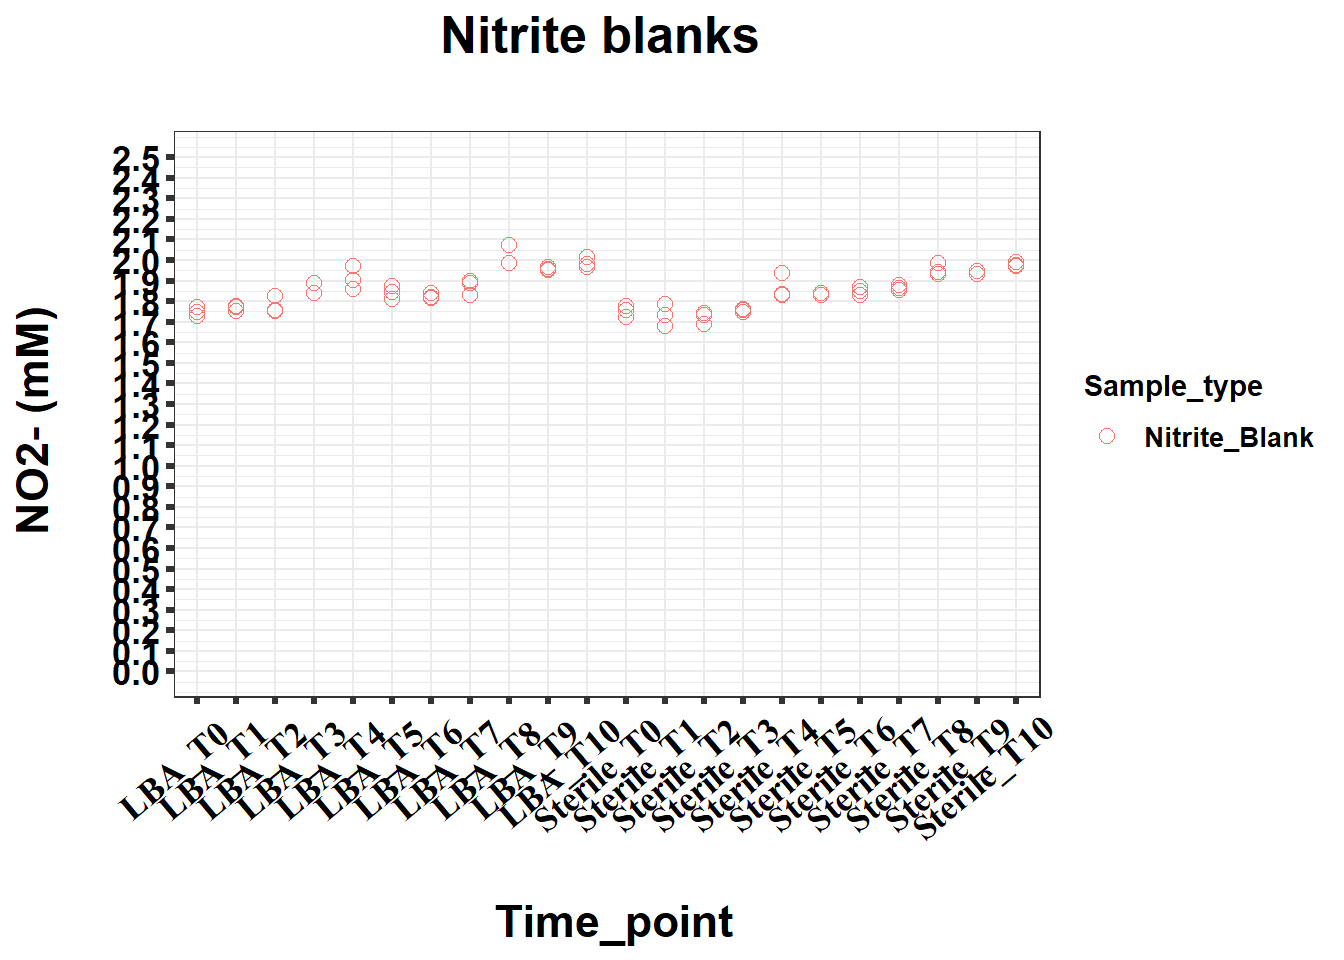 Nitrite blanks
NO2- (mM)
2.5
2.4
2.3
2.2
2.1
2.0
1.9
1.8
1.7
1.6
1.5
1.4
1.3
1.2
1.1
1.0
0.9
0.8
0.7
0.6
0.5
0.4
0.3
0.2
0.1
0.0
Sample_type
Nitrite_Blank
LBA_T0
LBA_T1
LBA_T2
LBA_T3
LBA_T4
LBA_T5
LBA_T6
LBA_T7
LBA_T8
LBA_T9
LBA_T10
Sterile_T0
Sterile_T1
Sterile_T2
Sterile_T3
Sterile_T4
Sterile_T5
Sterile_T6
Sterile_T7
Sterile_T8
Sterile_T9
Sterile_T10
Time_point